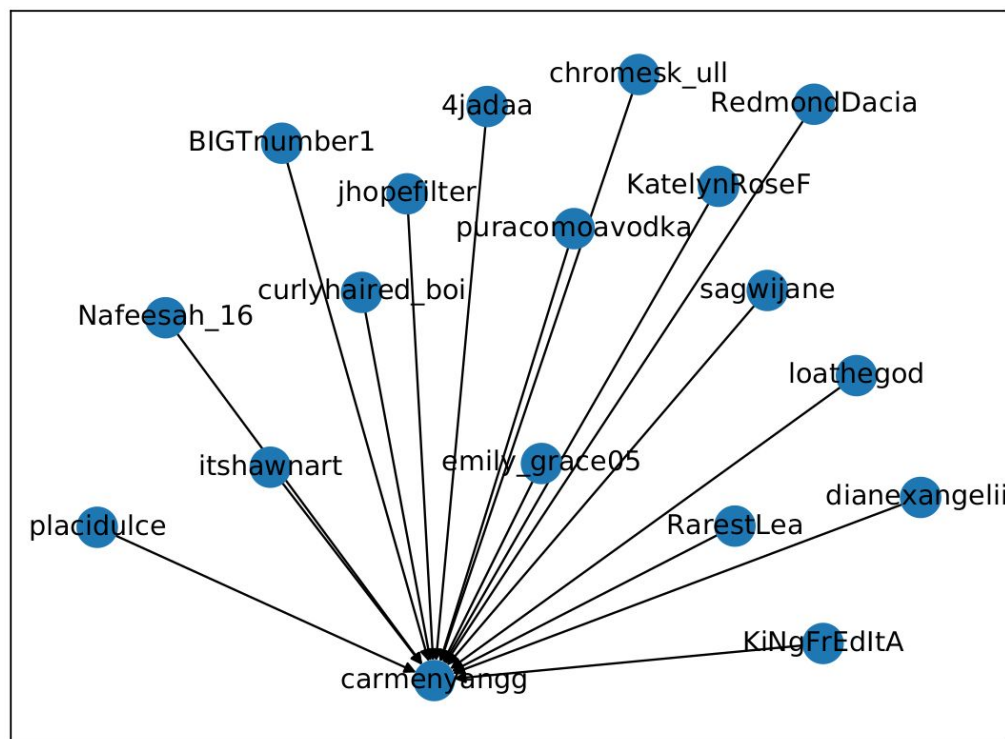 chromesk_ull
4jadaa
RedmondDacia
BIGTnumber1
jhopefilter
KatelynRoseF
puracomoavodka
curlyhaired_boi
sagwijane
Nafeesah_16
loathegod
itshawnart
emily_grace05
dianexangelii
placidulce
RarestLea
KiNgFrEdItA
carmenyangg